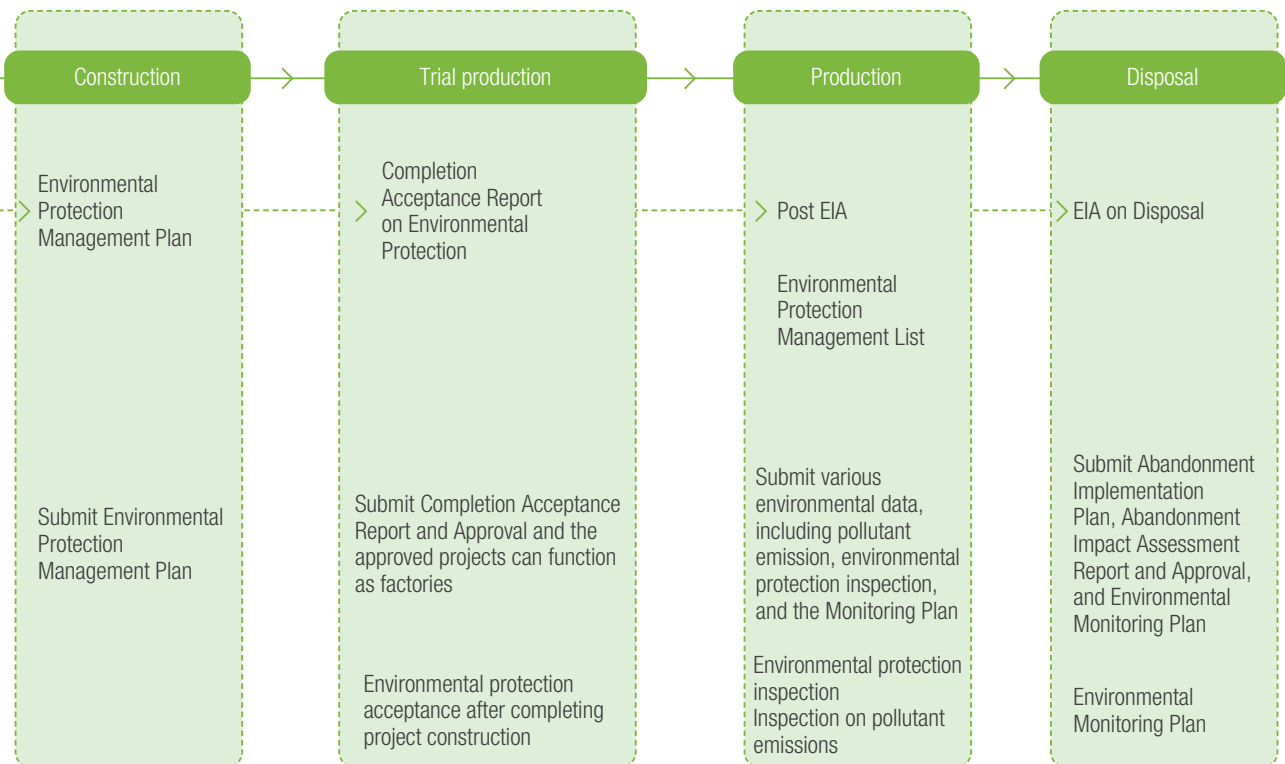 Construction
Trial production
Production
Disposal
Environmental
Protection
Management Plan
Completion
Acceptance Report
on Environmental
Protection
Post EIA
Environmental
Protection
Management List
EIA on Disposal
Submit Environmental
Protection
Management Plan
Submit Completion Acceptance
Report and Approval and the
approved projects can function
as factories
Submit various
environmental data,
including pollutant
emission, environmental
protection inspection,
and the Monitoring Plan
Submit Abandonment
Implementation
Plan, Abandonment
Impact Assessment
Report and Approval,
and Environmental
Monitoring Plan
Environmental protection
acceptance after completing
project construction
Environmental protection
inspection
Inspection on pollutant
emissions
Environmental
Monitoring Plan